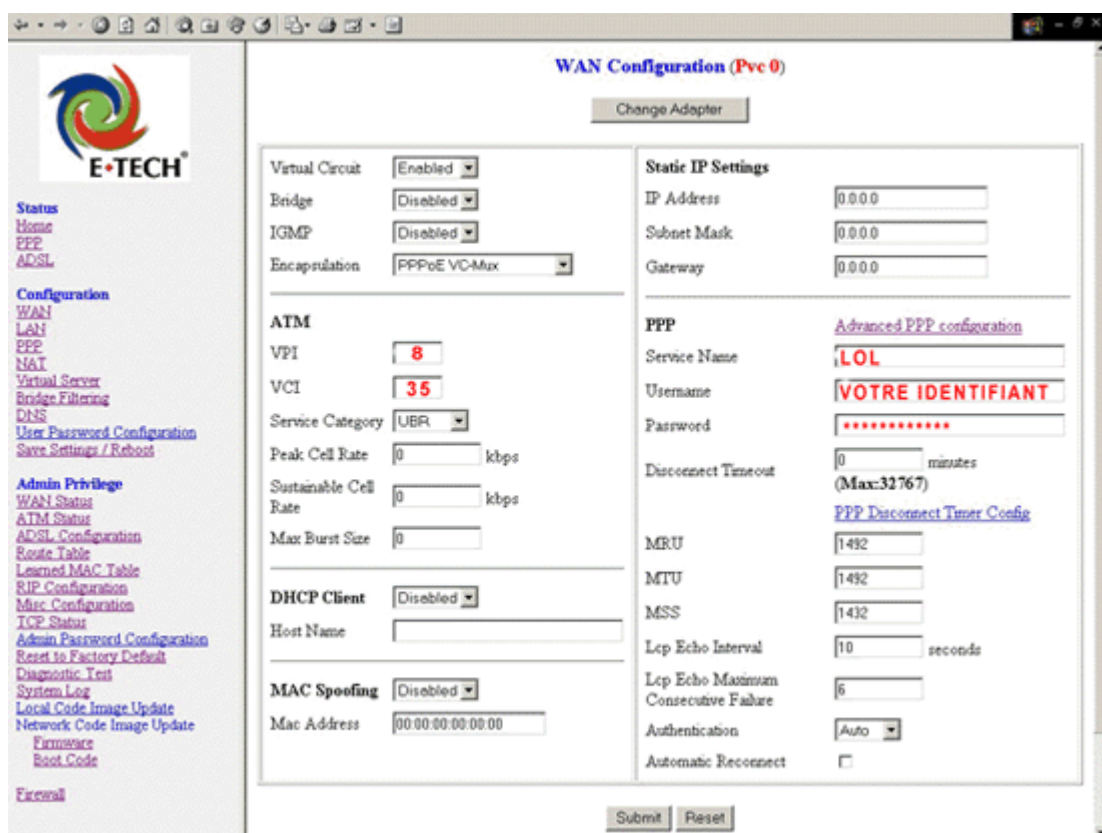 WAN Configuration (Pvc 0)
Change Adapter
E•TECH®
Status
Home
PPP
ADSL
Configuration
WAN
LAN
PPP
NAT
Virtual Server
Bridge Filtering
DNS
User Password Configuration
Save Settings / Reboot
Admin Privilege
WAN Status
ATM Status
ADSL Configuration
Route Table
Learned MAC Table
RIP Configuration
Misc Configuration
TCP Status
Admin Password Configuration
Reset to Factory Default
Diagnostic Test
System Log
Local Code Image Update
Network Code Image Update
Firmware
Boot Code
Firewall
Virtual Circuit Enabled
Bridge Disabled
IGMP Disabled
Encapsulation PPPoE VC-Mux
ATM
VPI 8
VCI 35
Service Category UBR
Peak Cell Rate 0 kbps
Sustainable Cell
Rate 0 kbps
Max Burst Size 0
DHCP Client Disabled
Host Name
MAC Spoofing Disabled
Mac Address 00:00:00:00:00:00
Static IP Settings
IP Address 0.0.0.0
Subnet Mask 0.0.0.0
Gateway 0.0.0.0
PPP Advanced PPP configuration
Service Name LOL
Username VOTRE IDENTIFIANT
Password ************
Disconnect Timeout 0 minutes
(Max:32767)
PPP Disconnect Timer Config
MRU 1492
MTU 1492
MSS 1432
Lcp Echo Interval 10 seconds
Lcp Echo Maximum
Consecutive Failure 6
Authentication Auto
Automatic Reconnect
Submit Reset